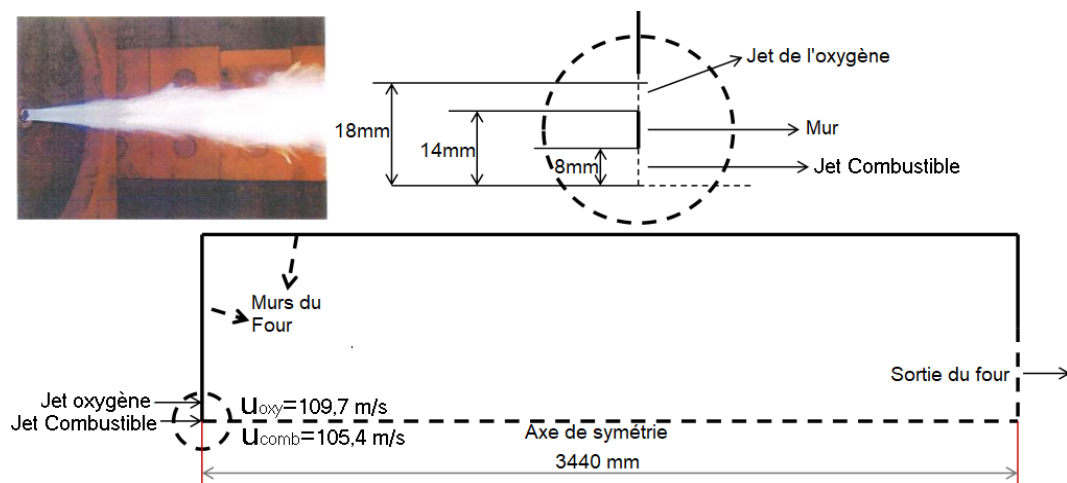 Jet de l'oxygène
18mm
14mm
Mur
8mm
Jet Combustible
Murs du
Four
Sortie du four
Jet oxygène
uoxy=109,7 m/s
Jet Combustible
ucomb=105,4 m/s
Axe de symétrie
3440 mm